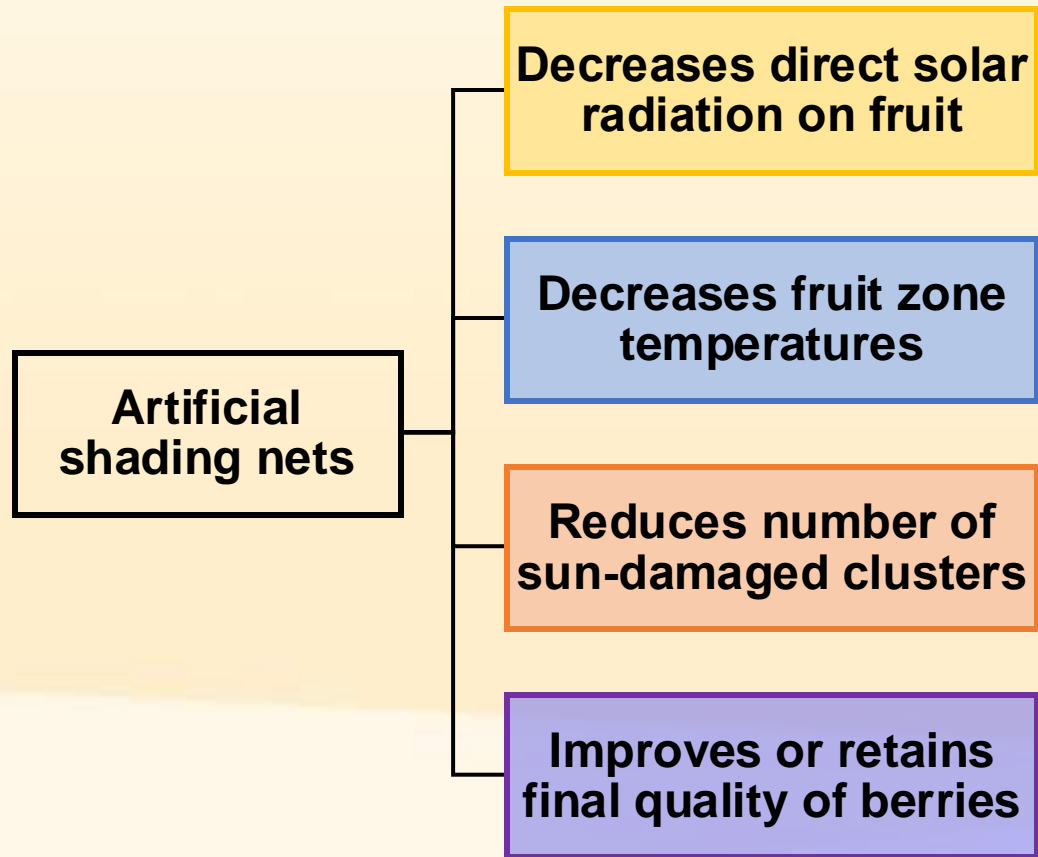 Decreases direct solar
radiation on fruit
Decreases fruit zone
temperatures
Artificial
shading nets
Reduces number of
sun-damaged clusters
Improves or retains
final quality of berries